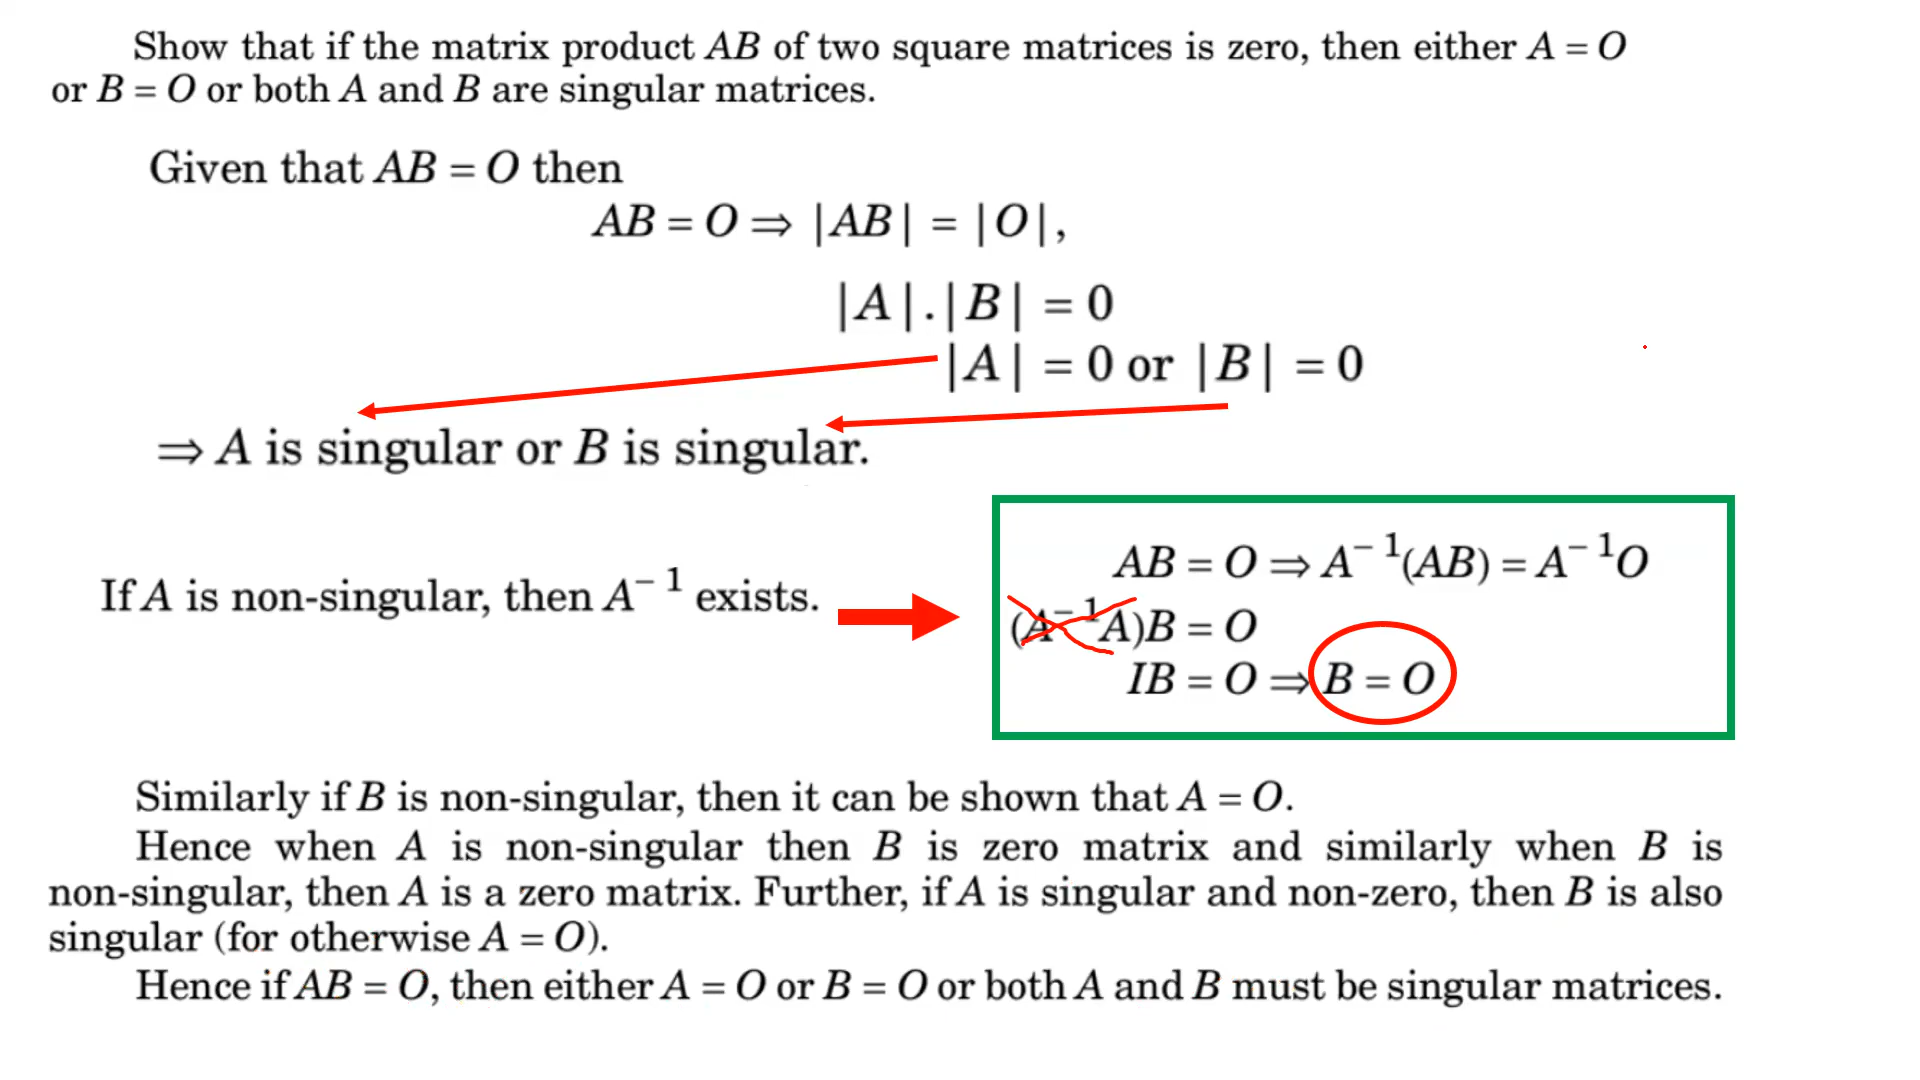 Show that if the matrix product AB of two square matrices is zero, then either A = O
or B = O or both A and B are singular matrices.
Given that AB = O then
AB = O ⇒ |AB| = |O|,
|A|.|B| = 0
|A| = 0 or |B| = 0
⇒ A is singular or B is singular.
If A is non-singular, then A⁻¹ exists.
AB = O ⇒ A⁻¹(AB) = A⁻¹O
(A⁻¹A)B = O
IB = O ⇒ B = O
Similarly if B is non-singular, then it can be shown that A = O.
Hence when A is non-singular then B is zero matrix and similarly when B is
non-singular, then A is a zero matrix. Further, if A is singular and non-zero, then B is also
singular (for otherwise A = O).
Hence if AB = O, then either A = O or B = O or both A and B must be singular matrices.